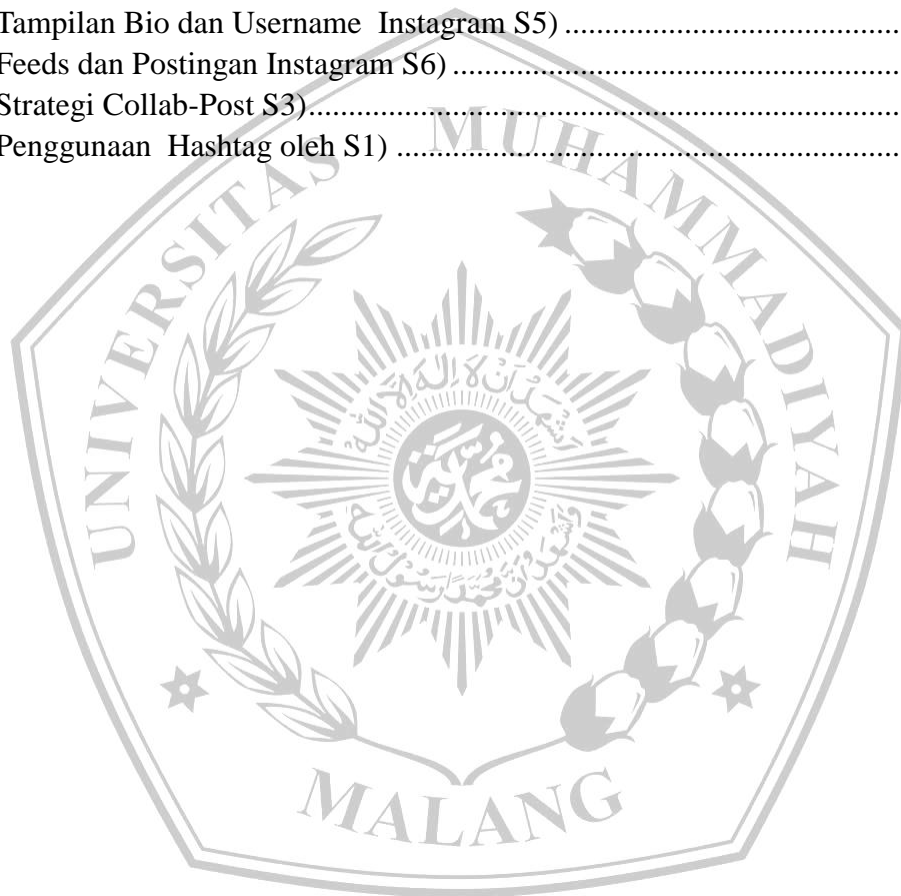 Tampilan Bio dan Username  Instagram S5) ...........................................
Feeds dan Postingan Instagram S6) .........................................................
Strategi Collab-Post S3)............................................................................
Penggunaan  Hashtag oleh S1) .................................................................
UNIVERSITAS MUHAMMADIYAH
MALANG